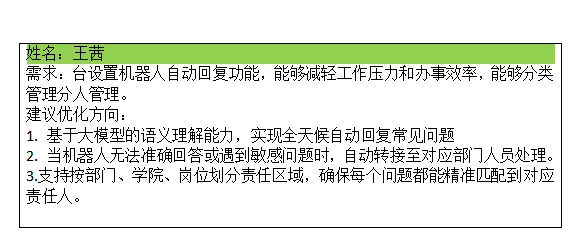 姓名：王茜
需求：台设置机器人自动回复功能，能够减轻工作压力和办事效率，能够分类
管理分人管理。
建议优化方向：
1. 基于大模型的语义理解能力，实现全天候自动回复常见问题
2. 当机器人无法准确回答或遇到敏感问题时，自动转接至对应部门人员处理。
3.支持按部门、学院、岗位划分责任区域，确保每个问题都能精准匹配到对应
责任人。